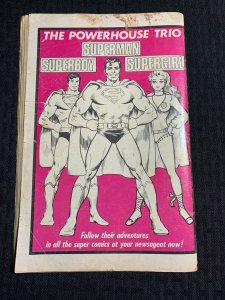 THE POWERHOUSE TRIO
SUPERMAN
SUPERBOY SUPERGIRL
Follow their adventures
in all the super comics at your newsagent now!